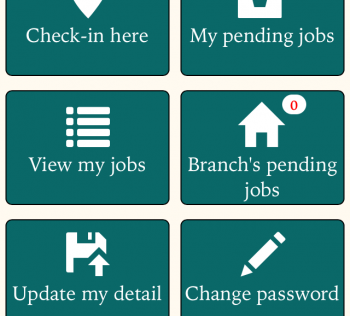 Check-in here
My pending jobs
View my jobs
0
Branch's pending
jobs
Update my detail
Change password